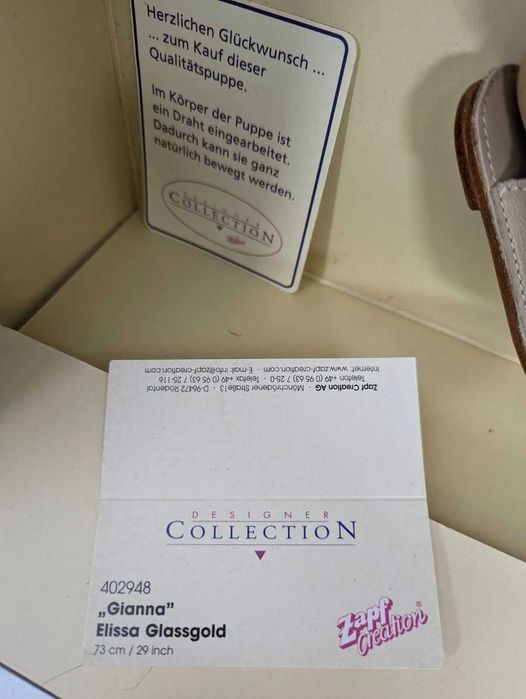 Herzlichen Glückwunsch ...
... zum Kauf dieser
Qualitätspuppe.
Im Körper der Puppe ist
ein Draht eingearbeitet.
Dadurch kann sie ganz
natürlich bewegt werden.
DESIGNER
COLLECTION
Zapf Creation AG - Mönchrödener Straße13 - D-96472 Rödental
Telefon +49 (0) 95 63) 7 25-0 - Telefax +49 (0) 95 63) 7 25-116
Internet: www.zapf-creation.com - E-mail: info@zapf-creation.com
DESIGNER
COLLECTION
402948
„Gianna"
Elissa Glassgold
73 cm / 29 inch
Zapf
Creation®